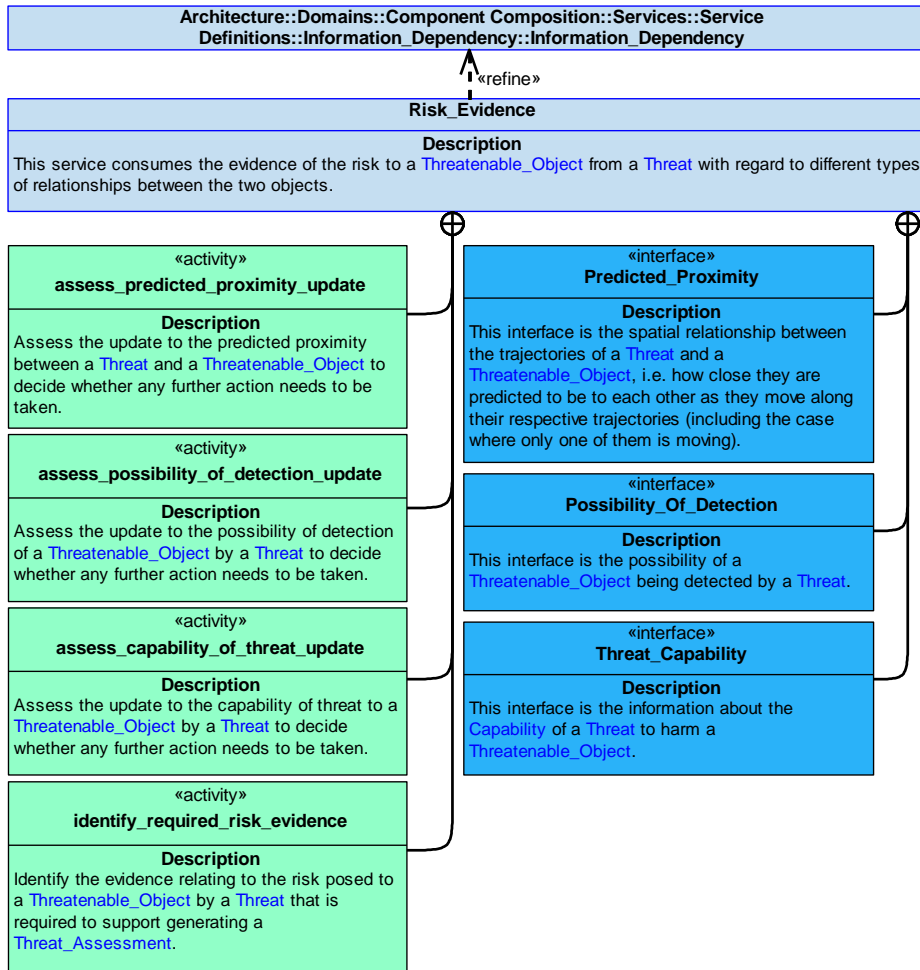 Architecture::Domains::Component Composition::Services::Service
Definitions::Information_Dependency::Information_Dependency
«refine»
Risk_Evidence
Description
This service consumes the evidence of the risk to a Threatenable_Object from a Threat with regard to different types
of relationships between the two objects.
«activity»
assess_predicted_proximity_update
Description
Assess the update to the predicted proximity
between a Threat and a Threatenable_Object to
decide whether any further action needs to be
taken.
«activity»
assess_possibility_of_detection_update
Description
Assess the update to the possibility of detection
of a Threatenable_Object by a Threat to decide
whether any further action needs to be taken.
«activity»
assess_capability_of_threat_update
Description
Assess the update to the capability of threat to a
Threatenable_Object by a Threat to decide
whether any further action needs to be taken.
«activity»
identify_required_risk_evidence
Description
Identify the evidence relating to the risk posed to
a Threatenable_Object by a Threat that is
required to support generating a
Threat_Assessment.
«interface»
Predicted_Proximity
Description
This interface is the spatial relationship between
the trajectories of a Threat and a
Threatenable_Object, i.e. how close they are
predicted to be to each other as they move along
their respective trajectories (including the case
where only one of them is moving).
«interface»
Possibility_Of_Detection
Description
This interface is the possibility of a
Threatenable_Object being detected by a Threat.
«interface»
Threat_Capability
Description
This interface is the information about the
Capability of a Threat to harm a
Threatenable_Object.